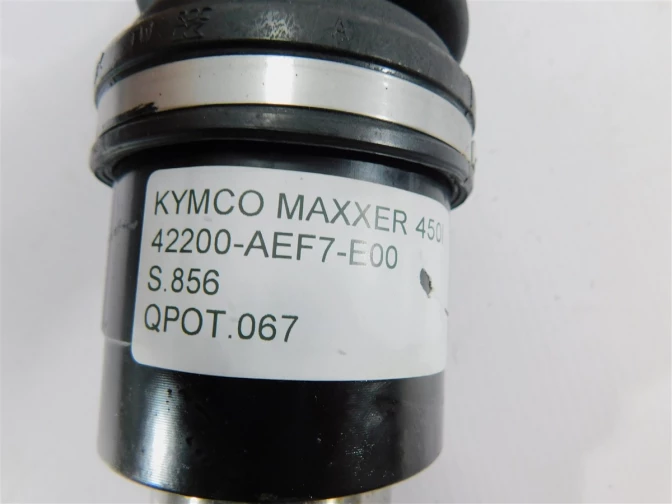 KYMCO MAXXER 450I
42200-AEF7-E00
S.856
QPOT.067